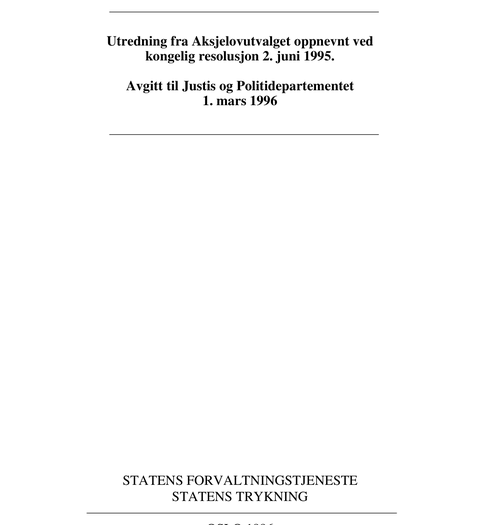 Utredning fra Aksjelovutvalget oppnevnt ved
kongelig resolusjon 2. juni 1995.
Avgitt til Justis og Politidepartementet
1. mars 1996
STATENS FORVALTNINGSTJENESTE
STATENS TRYKNING